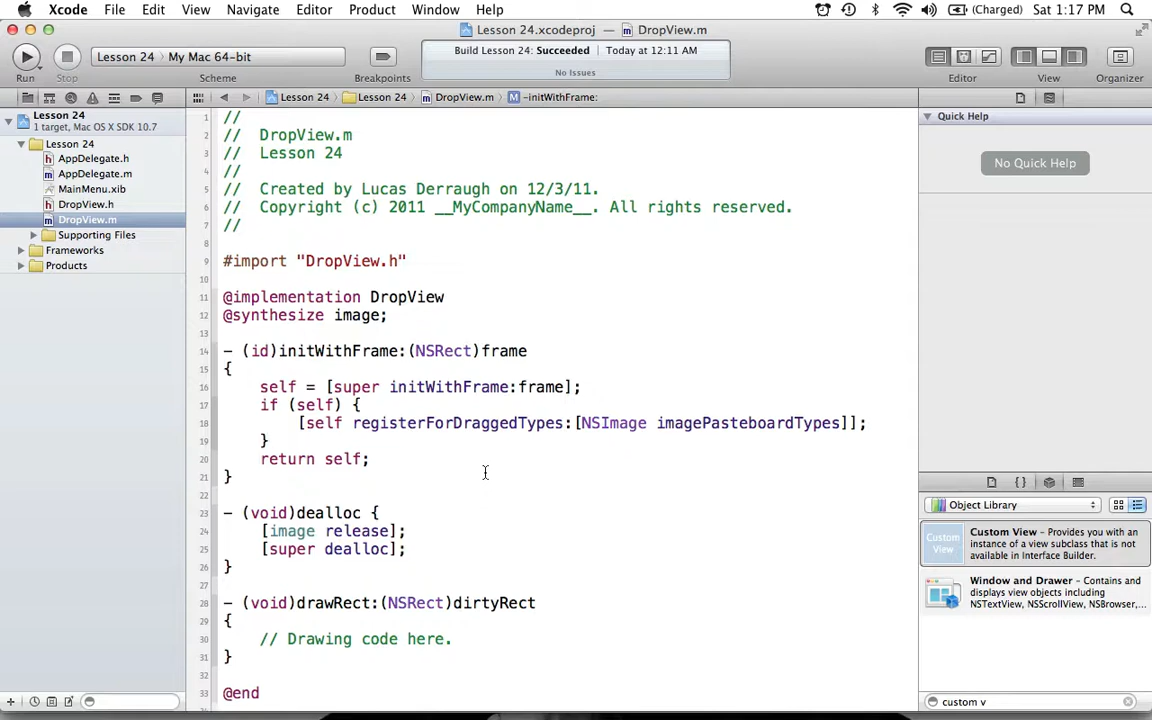 Xcode File Edit View Navigate Editor Product Window Help (Charged) Sat 1:17 PM
Lesson 24.xcodeproj — DropView.m
Lesson 24 My Mac 64-bit
Build Lesson 24: Succeeded Today at 12:11 AM
No Issues
Run Stop Scheme Breakpoints Editor View Organizer
Lesson 24 Lesson 24 DropView.m M -initWithFrame:
Lesson 24
1 target, Mac OS X SDK 10.7
Lesson 24
h AppDelegate.h
m AppDelegate.m
MainMenu.xib
h DropView.h
m DropView.m
Supporting Files
Frameworks
Products
1 //
2 // DropView.m
3 // Lesson 24
4 //
5 // Created by Lucas Derraugh on 12/3/11.
6 // Copyright (c) 2011 __MyCompanyName__. All rights reserved.
7 //
8
9 #import "DropView.h"
10
11 @implementation DropView
12 @synthesize image;
13
14 - (id)initWithFrame:(NSRect)frame
15 {
16 self = [super initWithFrame:frame];
17 if (self) {
18 [self registerForDraggedTypes:[NSImage imagePasteboardTypes]];
19 }
20 return self;
21 }
22
23 - (void)dealloc {
24 [image release];
25 [super dealloc];
26 }
27
28 - (void)drawRect:(NSRect)dirtyRect
29 {
30 // Drawing code here.
31 }
32
33 @end
Quick Help
No Quick Help
{}
Object Library
Custom View
Custom View - Provides you with an
instance of a view subclass that is not
available in Interface Builder.
Window and Drawer - Contains and
displays view objects including
NSTextView, NSScrollView, NSBrowser,...
custom v